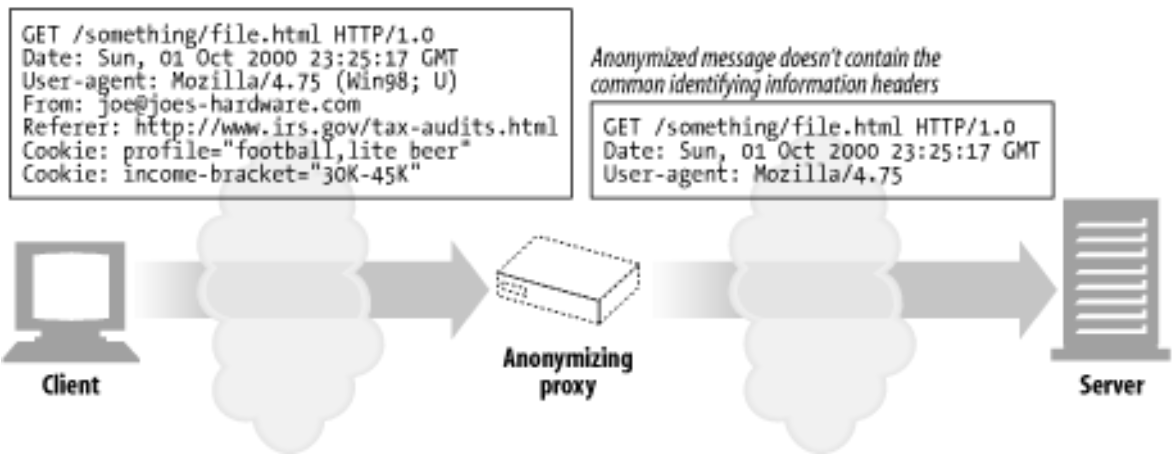 GET /something/file.html HTTP/1.0
Date: Sun, 01 Oct 2000 23:25:17 GMT
User-agent: Mozilla/4.75 (Win98; U)
From: joe@joes-hardware.com
Referer: http://www.irs.gov/tax-audits.html
Cookie: profile="football,lite beer"
Cookie: income-bracket="30K-45K"
Anonymized message doesn't contain the
common identifying information headers
GET /something/file.html HTTP/1.0
Date: Sun, 01 Oct 2000 23:25:17 GMT
User-agent: Mozilla/4.75
Client
Anonymizing
proxy
Server